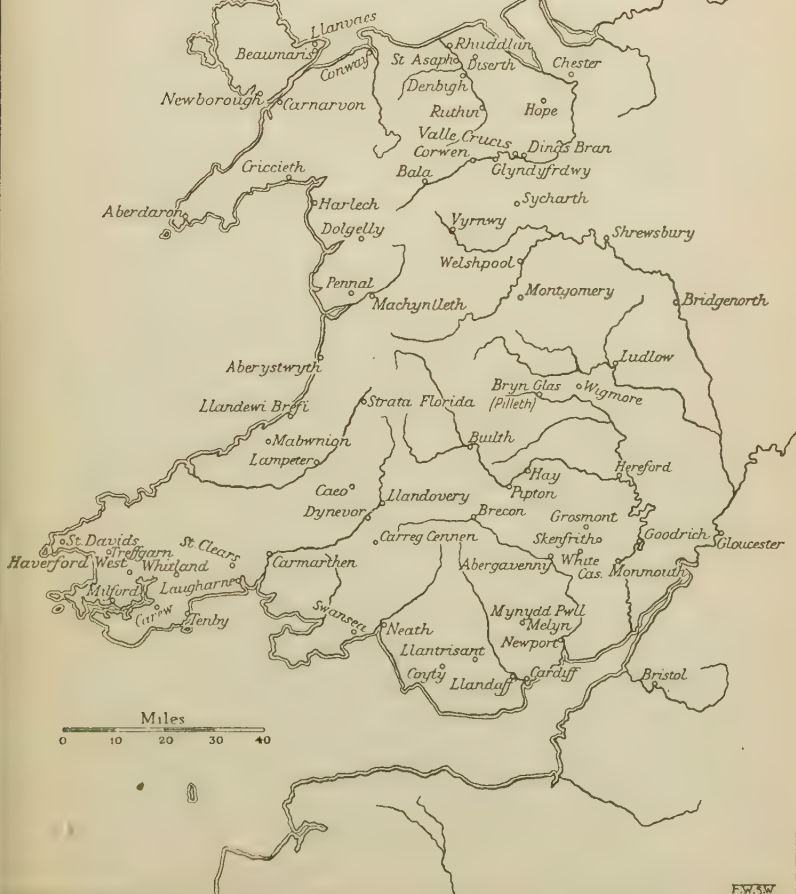 Llanvaes
Beaumaris
Conway
Rhuddlan
St Asaph
Diserth
Chester
Denbigh
Newborough
Carnarvon
Ruthin
Hope
Valle Crucis
Dinas Bran
Corwen
Glyndyfrdwy
Criccieth
Bala
Aberdaron
Harlech
Sycharth
Dolgelly
Vyrnwy
Shrewsbury
Welshpool
Pennal
Machynlleth
Montgomery
Bridgenorth
Aberystwyth
Ludlow
Llandewi Brefi
Strata Florida
Bryn Glas
(Pilleth)
Wigmore
Mabwnion
Lampeter
Builth
Hay
Hereford
Caeo
Llandovery
Pipton
Dynevor
Brecon
Grosmont
St. Davids
Treffgarn
St. Clears
Carreg Cennen
Skenfrith
Goodrich
Gloucester
Haverford West
Whitland
Carmarthen
Abergavenny
White
Cas.
Monmouth
Milford
Laugharne
Carew
Tenby
Swansea
Neath
Mynydd Pwll
Melyn
Newport
Llantrisant
Coyty
Llandaff
Cardiff
Bristol
Miles
0 10 20 30 40
F.W.S.W